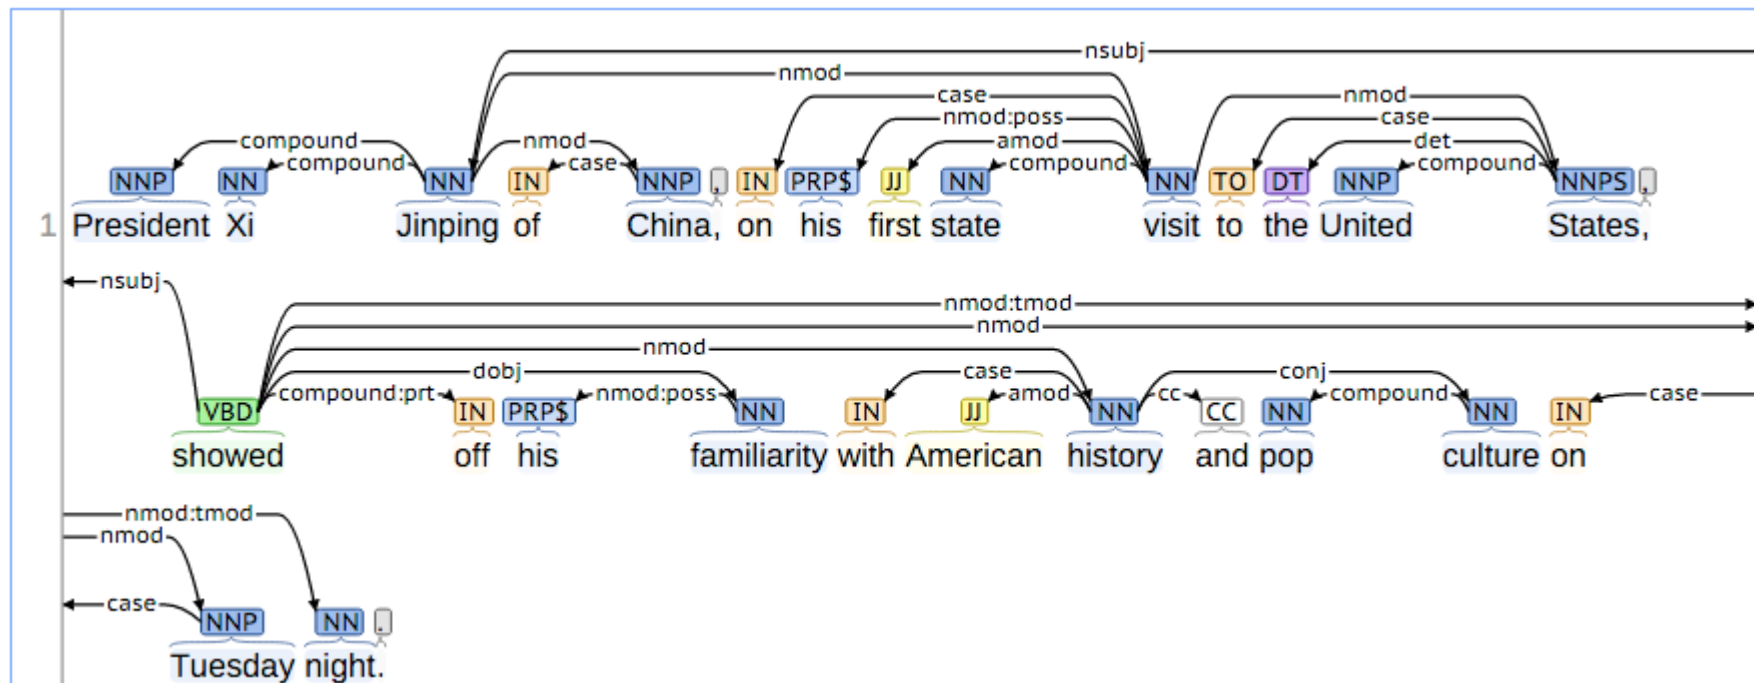 nsubj
nmod
case nmod
nmod:poss case
compound nmod amod det
compound case compound compound
NNP NN NN IN NNP , IN PRP$ JJ NN NN TO DT NNP NNPS ,
1 President Xi Jinping of China, on his first state visit to the United States,
nsubj
nmod:tmod
nmod
nmod
dobj case conj
compound:prt nmod:poss amod cc compound case
VBD IN PRP$ NN IN JJ NN CC NN NN IN
showed off his familiarity with American history and pop culture on
nmod:tmod
nmod
case
NNP NN .
Tuesday night.